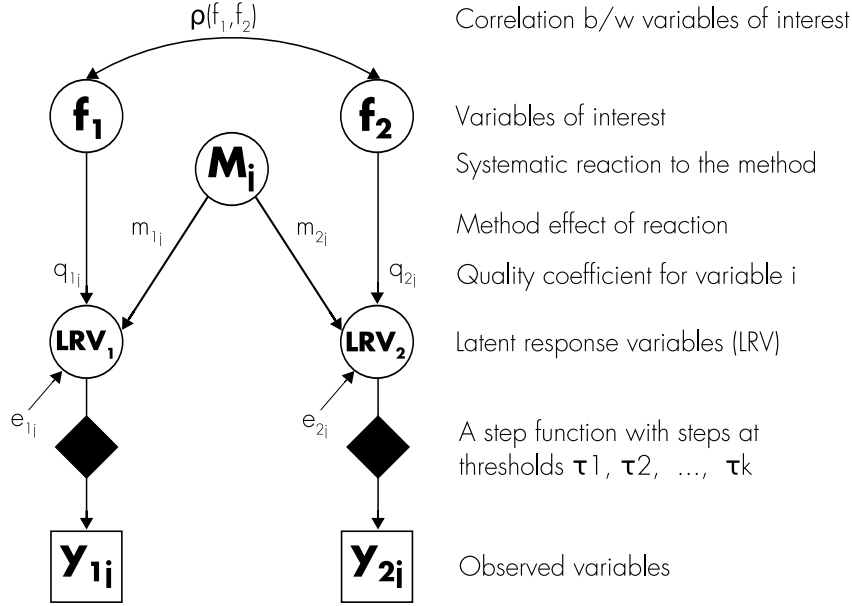 ρ(f₁,f₂)
Correlation b/w variables of interest
f₁
f₂
Variables of interest
Mⱼ
Systematic reaction to the method
m₁ⱼ
m₂ⱼ
Method effect of reaction
q₁ⱼ
q₂ⱼ
Quality coefficient for variable i
LRV₁
LRV₂
Latent response variables (LRV)
e₁ⱼ
e₂ⱼ
A step function with steps at
thresholds τ1, τ2, ..., τk
y₁ⱼ
y₂ⱼ
Observed variables